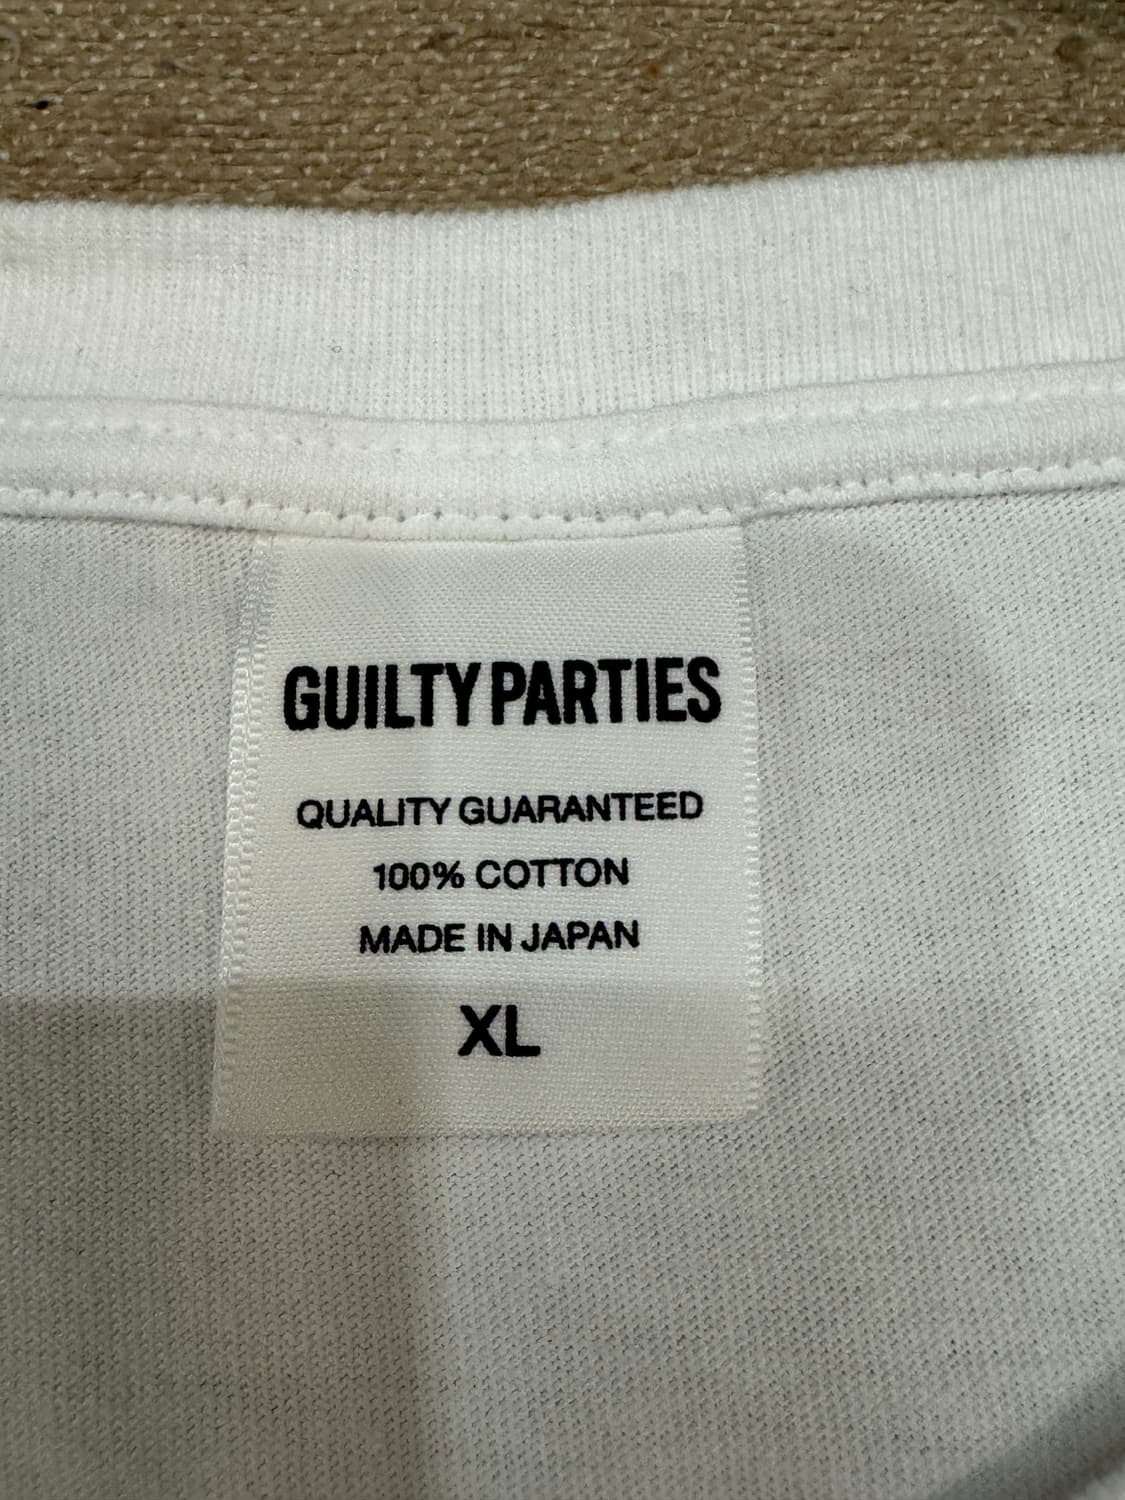 GUILTY PARTIES
QUALITY GUARANTEED
100% COTTON
MADE IN JAPAN
XL